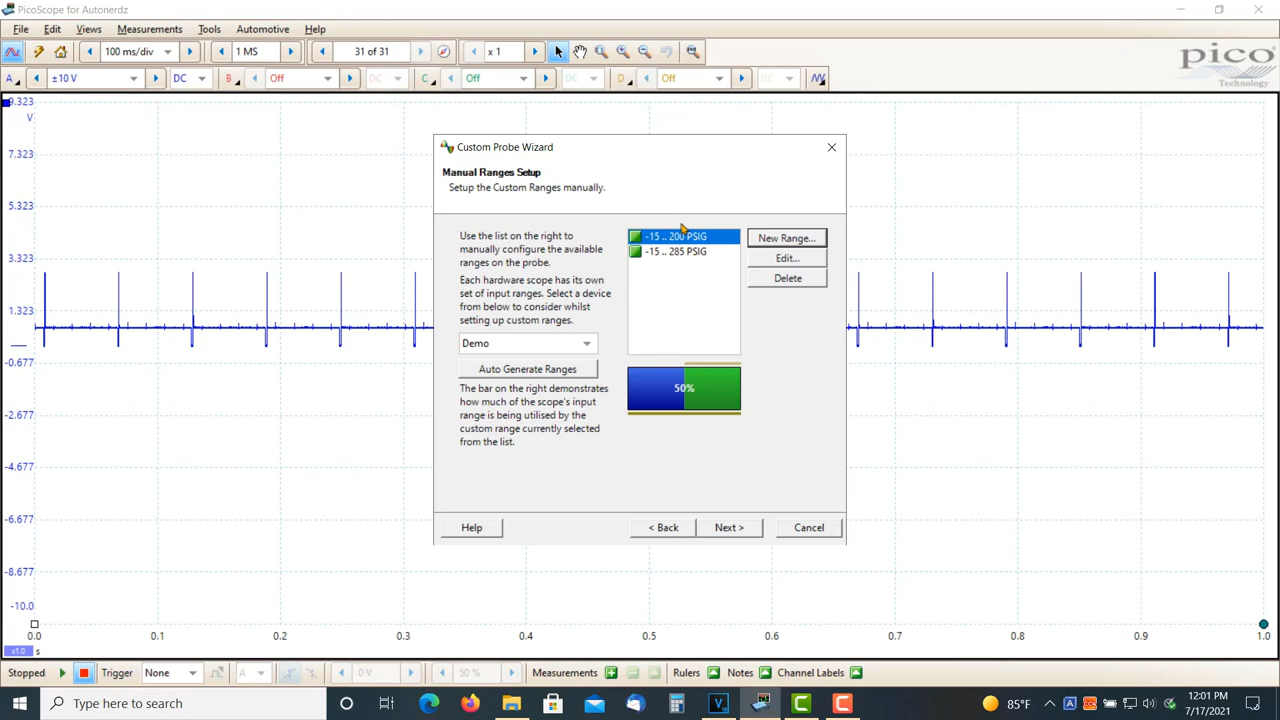 PicoScope for Autonerdz
File Edit Views Measurements Tools Automotive Help
100 ms/div 1 MS 31 of 31 x 1
pico
Technology
A ±10 V DC B Off DC C Off DC D Off DC
9.323
V
7.323
5.323
3.323
1.323
-0.677
-2.677
-4.677
-6.677
-8.677
-10.0
Custom Probe Wizard
Manual Ranges Setup
Setup the Custom Ranges manually.
Use the list on the right to
manually configure the available
ranges on the probe.
Each hardware scope has its own
set of input ranges. Select a device
from below to consider whilst
setting up custom ranges.
Demo
Auto Generate Ranges
The bar on the right demonstrates
how much of the scope's input
range is being utilised by the
custom range currently selected
from the list.
-15 .. 200 PSIG
-15 .. 285 PSIG
50%
New Range...
Edit...
Delete
Help < Back Next > Cancel
0.0 0.1 0.2 0.3 0.4 0.5 0.6 0.7 0.8 0.9 1.0
x1.0 s
Stopped Trigger None A 0 V 50 % Measurements Rulers Notes Channel Labels
Type here to search
85°F
12:01 PM
7/17/2021